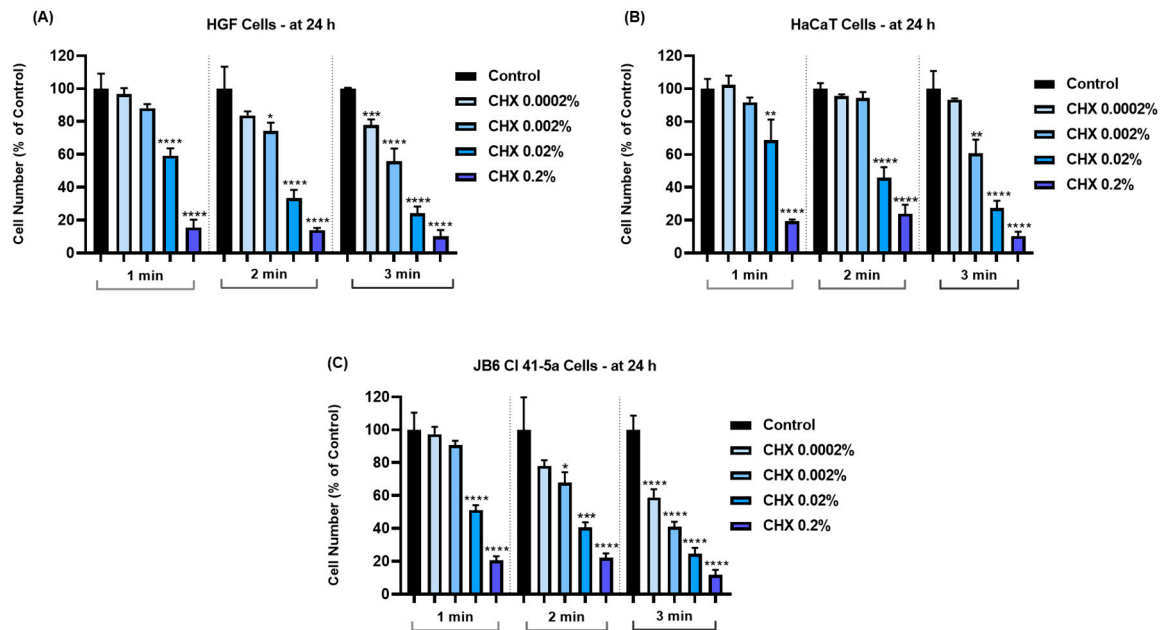 (A)
HGF Cells - at 24 h
Cell Number (% of Control)
120
100
80
60
40
20
0
****
****
*
****
****
***
****
****
****
1 min
2 min
3 min
Control
CHX 0.0002%
CHX 0.002%
CHX 0.02%
CHX 0.2%
(B)
HaCaT Cells - at 24 h
Cell Number (% of Control)
120
100
80
60
40
20
0
**
****
****
****
**
****
****
1 min
2 min
3 min
Control
CHX 0.0002%
CHX 0.002%
CHX 0.02%
CHX 0.2%
(C)
JB6 Cl 41-5a Cells - at 24 h
Cell Number (% of Control)
120
100
80
60
40
20
0
****
****
*
***
****
****
****
****
****
1 min
2 min
3 min
Control
CHX 0.0002%
CHX 0.002%
CHX 0.02%
CHX 0.2%